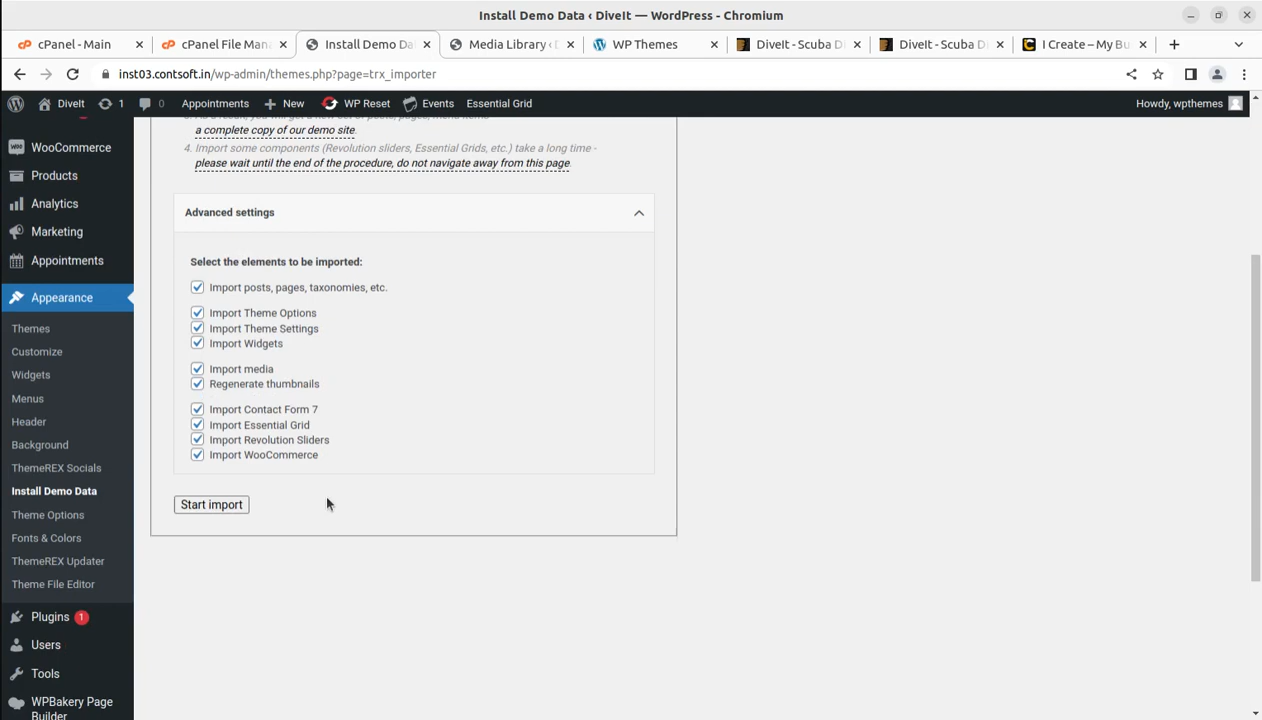 Install Demo Data ‹ DiveIt — WordPress - Chromium
cPanel - Main
cPanel File Man
Install Demo Da
Media Library ‹ D
WP Themes
DiveIt - Scuba D
DiveIt - Scuba D
I Create – My Bu
inst03.contsoft.in/wp-admin/themes.php?page=trx_importer
DiveIt
1
0
Appointments
New
WP Reset
Events
Essential Grid
Howdy, wpthemes
WooCommerce
Products
Analytics
Marketing
Appointments
Appearance
Themes
Customize
Widgets
Menus
Header
Background
ThemeREX Socials
Install Demo Data
Theme Options
Fonts & Colors
ThemeREX Updater
Theme File Editor
Plugins 1
Users
Tools
WPBakery Page
Builder
a complete copy of our demo site.
4. Import some components (Revolution sliders, Essential Grids, etc.) take a long time -
please wait until the end of the procedure, do not navigate away from this page.
Advanced settings
Select the elements to be imported:
Import posts, pages, taxonomies, etc.
Import Theme Options
Import Theme Settings
Import Widgets
Import media
Regenerate thumbnails
Import Contact Form 7
Import Essential Grid
Import Revolution Sliders
Import WooCommerce
Start import